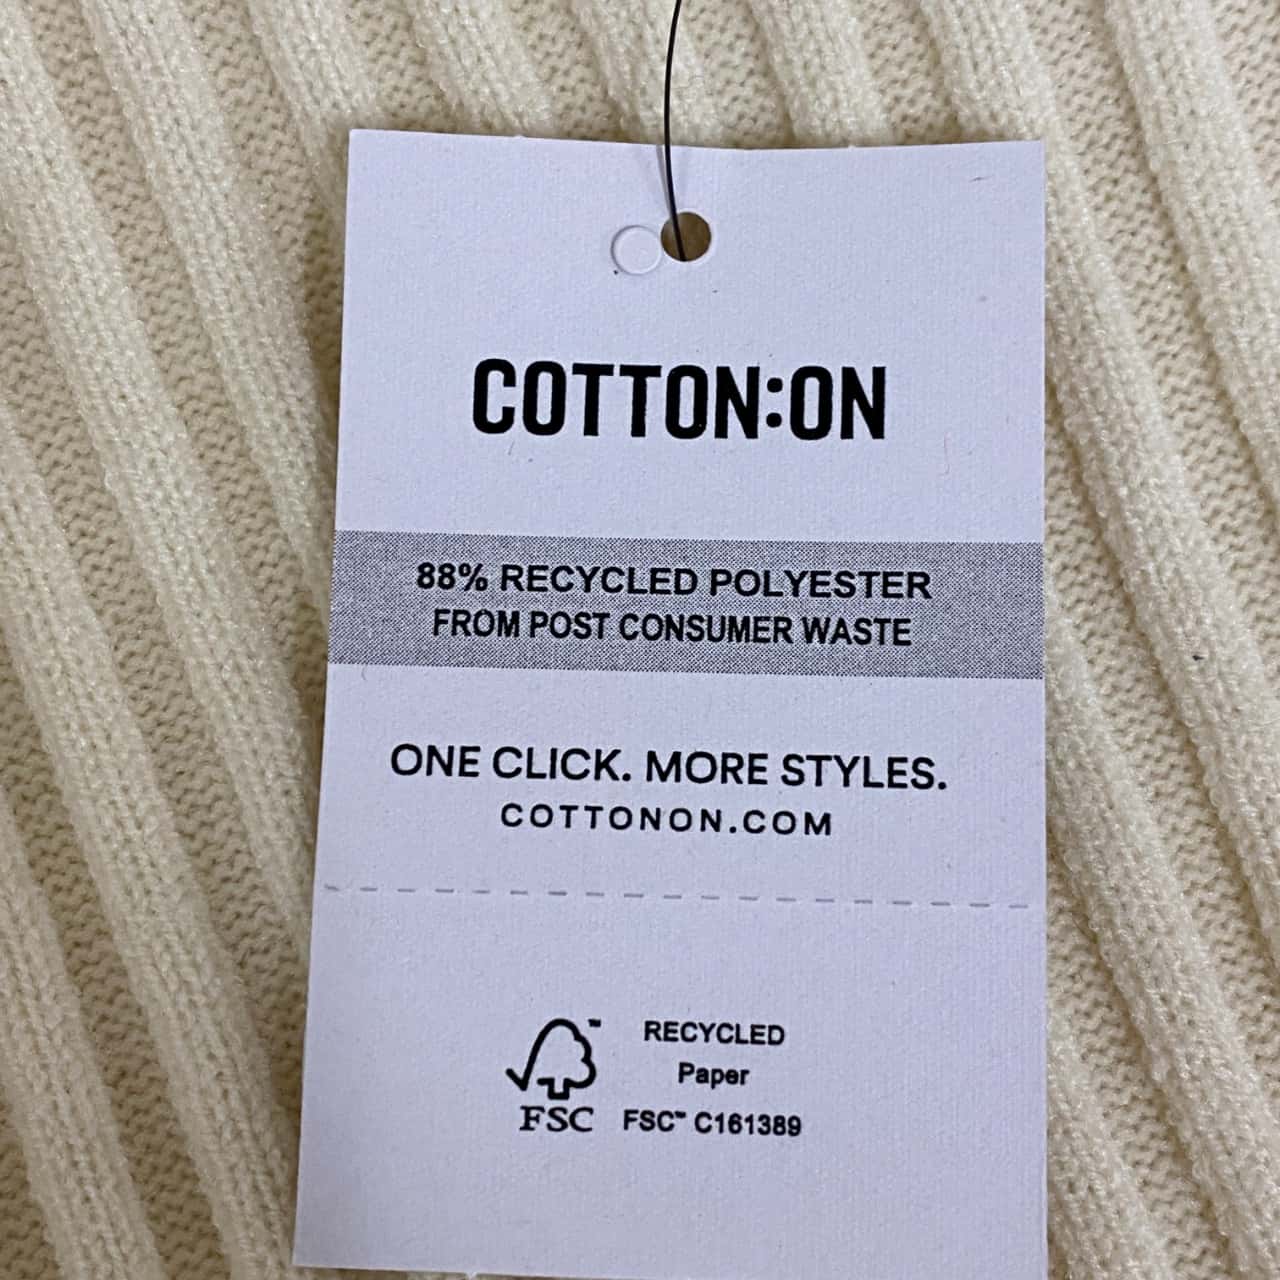 COTTON:ON
88% RECYCLED POLYESTER
FROM POST CONSUMER WASTE
ONE CLICK. MORE STYLES.
COTTONON.COM
RECYCLED
Paper
FSC FSC™ C161389